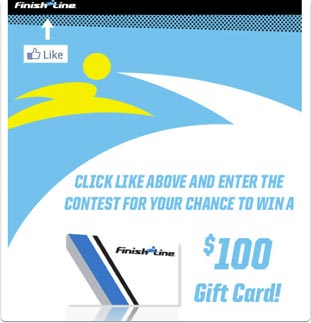 Finish Line
Like
CLICK LIKE ABOVE AND ENTER THE
CONTEST FOR YOUR CHANCE TO WIN A
Finish Line
$100
Gift Card!